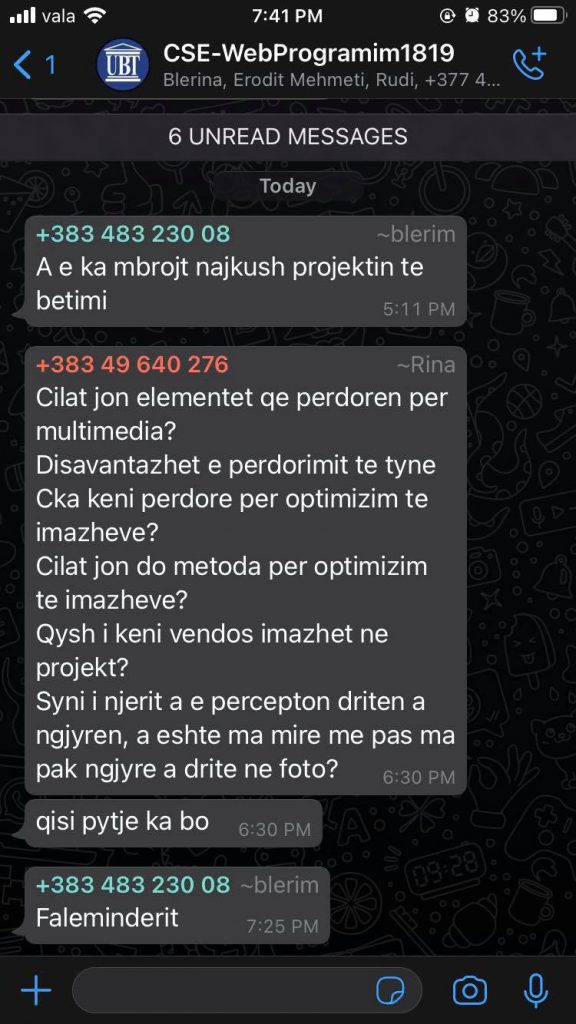 vala 7:41 PM 83%
1 UBT CSE-WebProgramim1819
Blerina, Erodit Mehmeti, Rudi, +377 4...
6 UNREAD MESSAGES
Today
+383 483 230 08 ~blerim
A e ka mbrojt najkush projektin te
betimi 5:11 PM
+383 49 640 276 ~Rina
Cilat jon elementet qe perdoren per
multimedia?
Disavantazhet e perdorimit te tyne
Cka keni perdore per optimizim te
imazheve?
Cilat jon do metoda per optimizim
te imazheve?
Qysh i keni vendos imazhet ne
projekt?
Syni i njerit a e percepton driten a
ngjyren, a eshte ma mire me pas ma
pak ngjyre a drite ne foto? 6:30 PM
qisi pytje ka bo 6:30 PM
+383 483 230 08 ~blerim
Faleminderit 7:25 PM
09:28